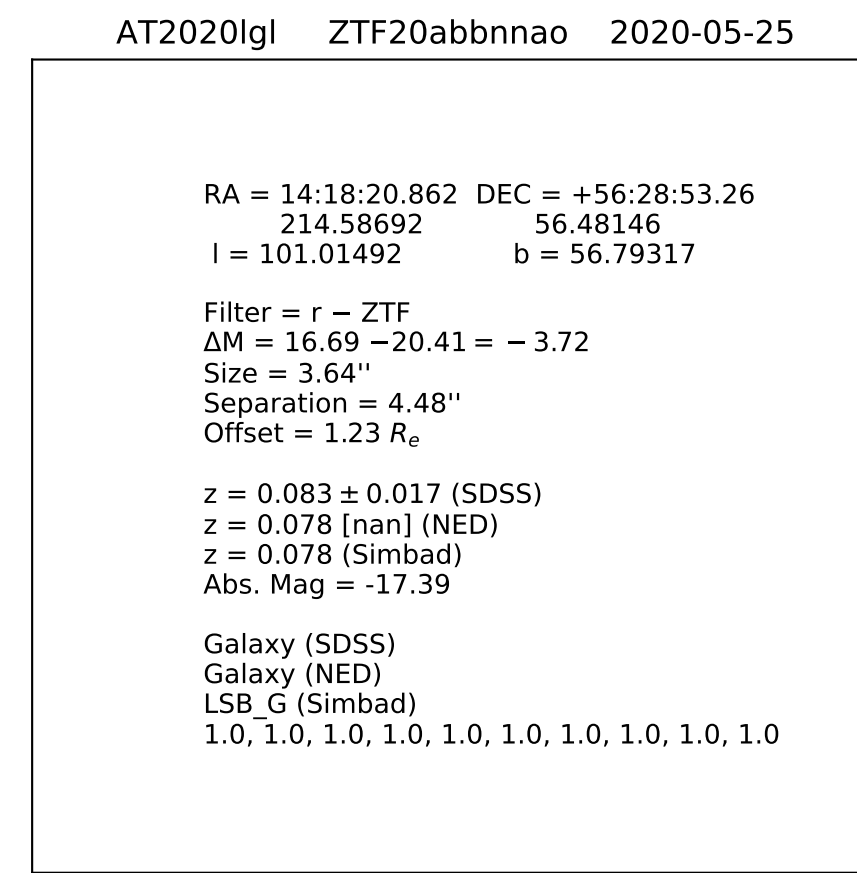 AT2020lgl ZTF20abbnnao 2020-05-25
RA = 14:18:20.862 DEC = +56:28:53.26
214.58692 56.48146
l = 101.01492 b = 56.79317
Filter = r − ZTF
ΔM = 16.69 −20.41 = − 3.72
Size = 3.64''
Separation = 4.48''
Offset = 1.23 Re
z = 0.083 ± 0.017 (SDSS)
z = 0.078 [nan] (NED)
z = 0.078 (Simbad)
Abs. Mag = -17.39
Galaxy (SDSS)
Galaxy (NED)
LSB_G (Simbad)
1.0, 1.0, 1.0, 1.0, 1.0, 1.0, 1.0, 1.0, 1.0, 1.0